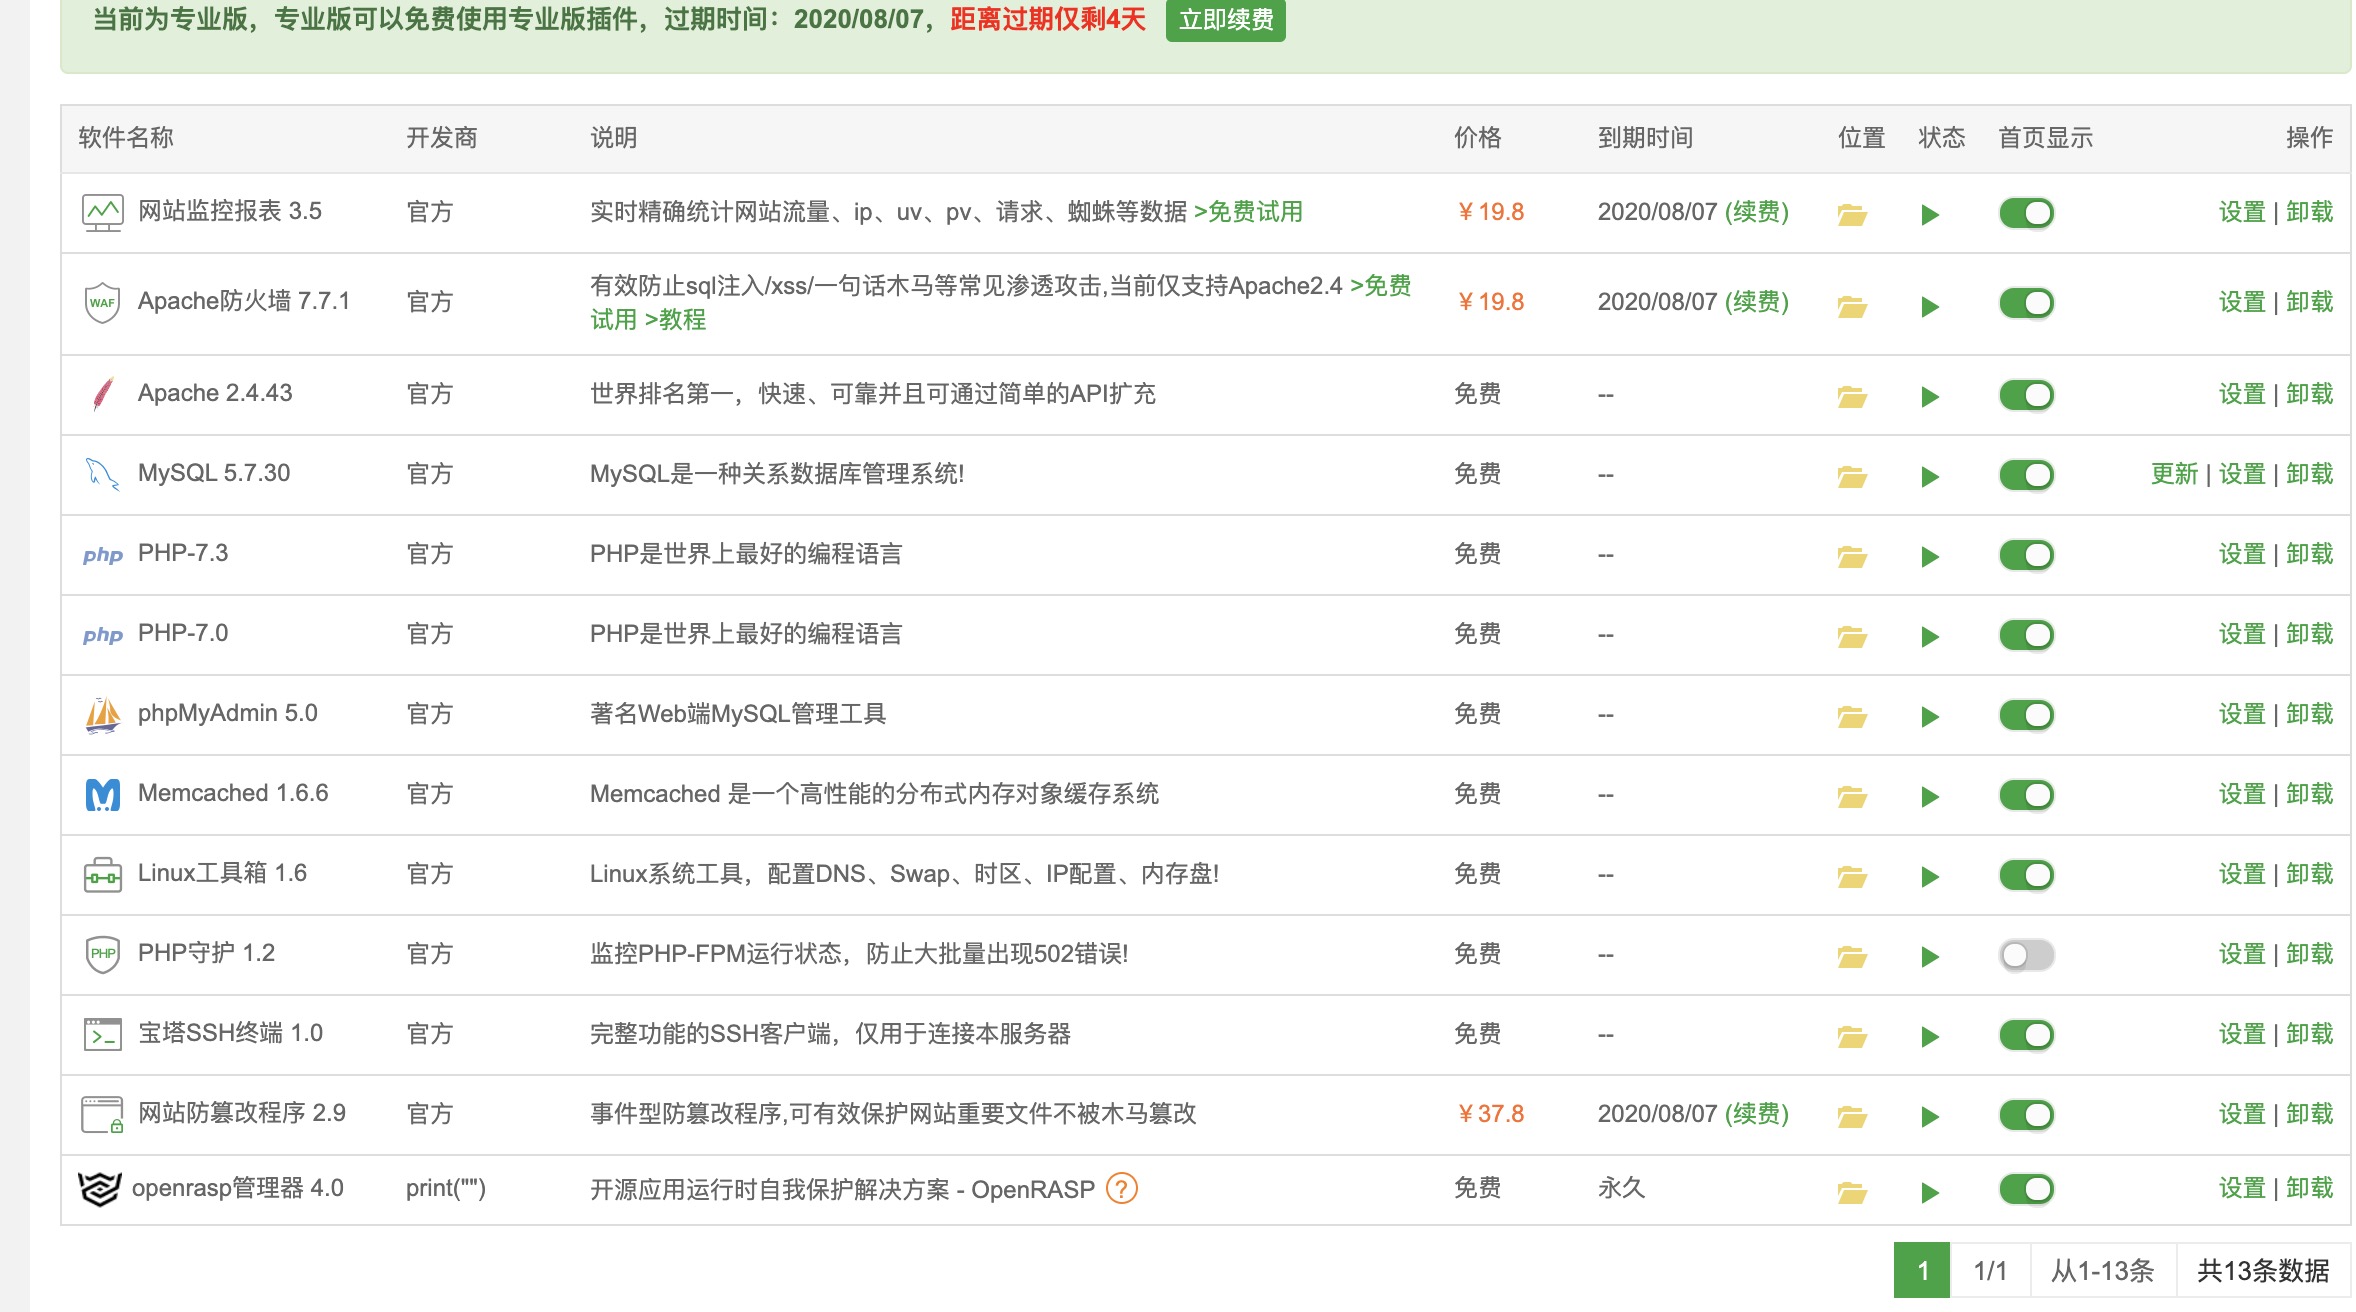 当前为专业版，专业版可以免费使用专业版插件，过期时间：2020/08/07，距离过期仅剩4天 立即续费
软件名称 开发商 说明 价格 到期时间 位置 状态 首页显示 操作
网站监控报表 3.5 官方 实时精确统计网站流量、ip、uv、pv、请求、蜘蛛等数据 >免费试用 ￥19.8 2020/08/07 (续费) 设置 | 卸载
WAF Apache防火墙 7.7.1 官方 有效防止sql注入/xss/一句话木马等常见渗透攻击,当前仅支持Apache2.4 >免费
试用 >教程 ￥19.8 2020/08/07 (续费) 设置 | 卸载
Apache 2.4.43 官方 世界排名第一，快速、可靠并且可通过简单的API扩充 免费 -- 设置 | 卸载
MySQL 5.7.30 官方 MySQL是一种关系数据库管理系统! 免费 -- 更新 | 设置 | 卸载
php PHP-7.3 官方 PHP是世界上最好的编程语言 免费 -- 设置 | 卸载
php PHP-7.0 官方 PHP是世界上最好的编程语言 免费 -- 设置 | 卸载
phpMyAdmin 5.0 官方 著名Web端MySQL管理工具 免费 -- 设置 | 卸载
Memcached 1.6.6 官方 Memcached 是一个高性能的分布式内存对象缓存系统 免费 -- 设置 | 卸载
Linux工具箱 1.6 官方 Linux系统工具，配置DNS、Swap、时区、IP配置、内存盘! 免费 -- 设置 | 卸载
PHP PHP守护 1.2 官方 监控PHP-FPM运行状态，防止大批量出现502错误! 免费 -- 设置 | 卸载
宝塔SSH终端 1.0 官方 完整功能的SSH客户端，仅用于连接本服务器 免费 -- 设置 | 卸载
网站防篡改程序 2.9 官方 事件型防篡改程序,可有效保护网站重要文件不被木马篡改 ￥37.8 2020/08/07 (续费) 设置 | 卸载
openrasp管理器 4.0 print("") 开源应用运行时自我保护解决方案 - OpenRASP ? 免费 永久 设置 | 卸载
1 1/1 从1-13条 共13条数据